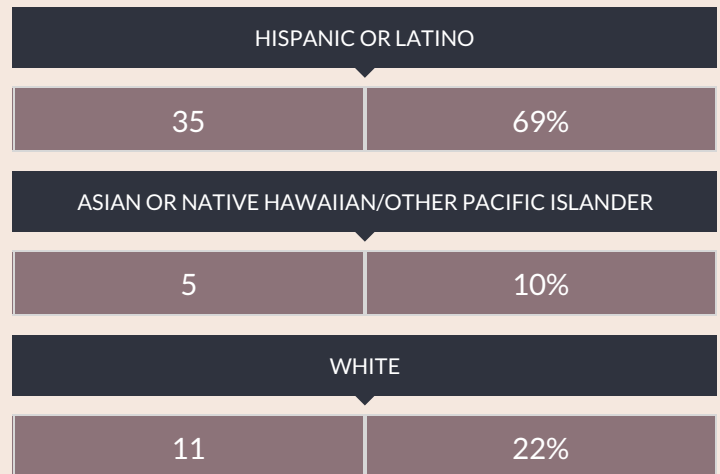 HISPANIC OR LATINO
35 69%
ASIAN OR NATIVE HAWAIIAN/OTHER PACIFIC ISLANDER
5 10%
WHITE
11 22%